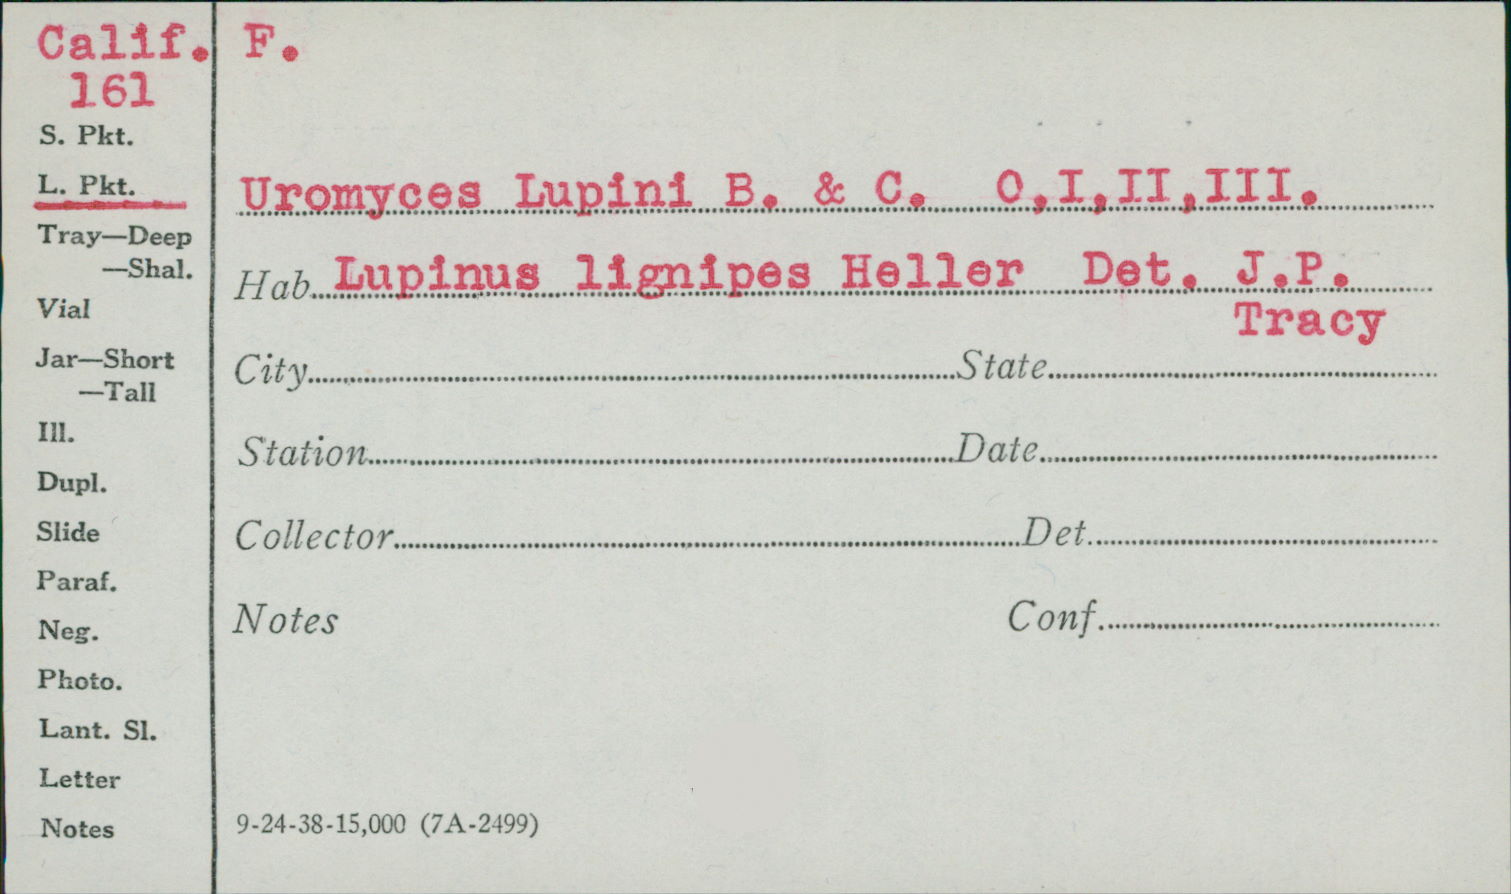 Calif. F.
161
S. Pkt.
L. Pkt.
Uromyces Lupini B. & C. O,I,II,III.
Tray—Deep
—Shal.
Hab. Lupinus lignipes Heller Det. J.P.
Tracy
Vial
Jar—Short
—Tall
City State
Ill.
Station Date
Dupl.
Slide
Collector Det.
Paraf.
Neg.
Notes Conf.
Photo.
Lant. Sl.
Letter
Notes
9-24-38-15,000 (7A-2499)